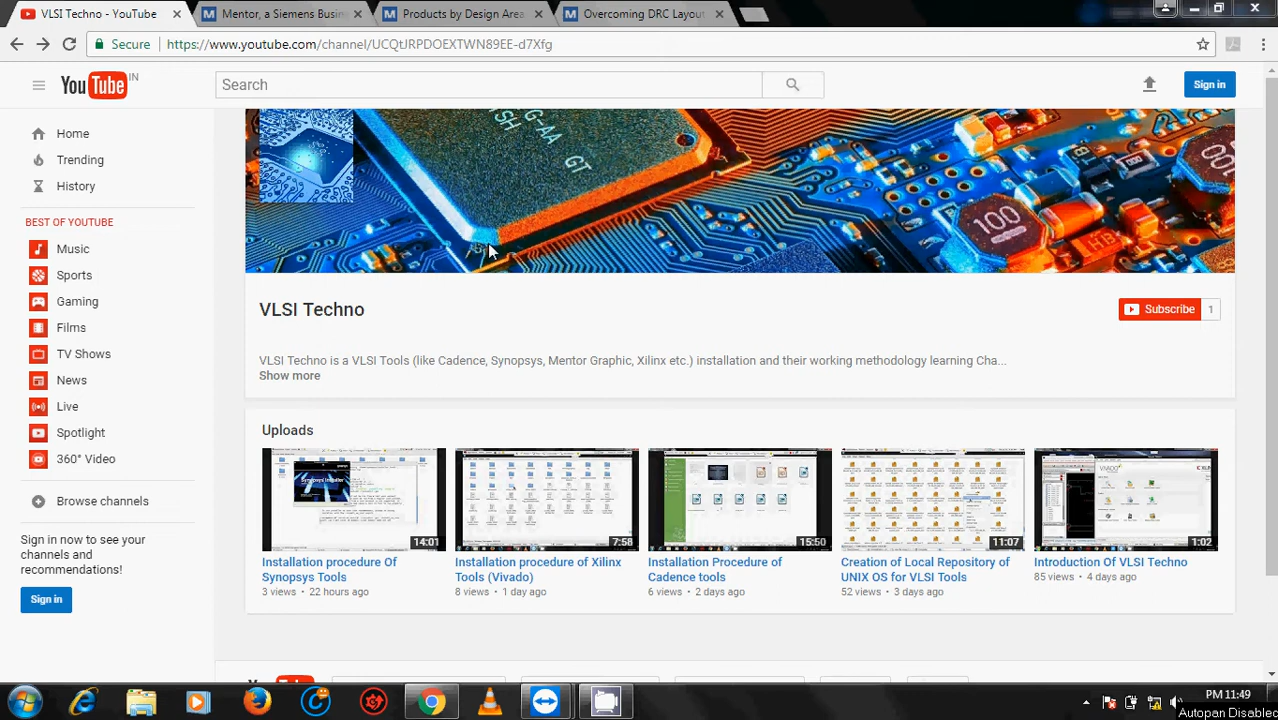 VLSI Techno - YouTube
Mentor, a Siemens Busin
Products by Design Area
Overcoming DRC Layout
Secure
https://www.youtube.com/channel/UCQtJRPDOEXTWN89EE-d7Xfg
YouTube IN
Search
Sign in
Home
Trending
History
BEST OF YOUTUBE
Music
Sports
Gaming
Films
TV Shows
News
Live
Spotlight
360° Video
Browse channels
Sign in now to see your
channels and
recommendations!
Sign in
SH
G-AA
GT
100
100
HB
VLSI Techno
Subscribe 1
VLSI Techno is a VLSI Tools (like Cadence, Synopsys, Mentor Graphic, Xilinx etc.) installation and their working methodology learning Cha...
Show more
Uploads
14:01
Installation procedure Of
Synopsys Tools
3 views • 22 hours ago
7:58
Installation procedure of Xilinx
Tools (Vivado)
8 views • 1 day ago
15:50
Installation Procedure of
Cadence tools
6 views • 2 days ago
11:07
Creation of Local Repository of
UNIX OS for VLSI Tools
52 views • 3 days ago
1:02
Introduction Of VLSI Techno
85 views • 4 days ago
PM 11:49
Autopan Disabled